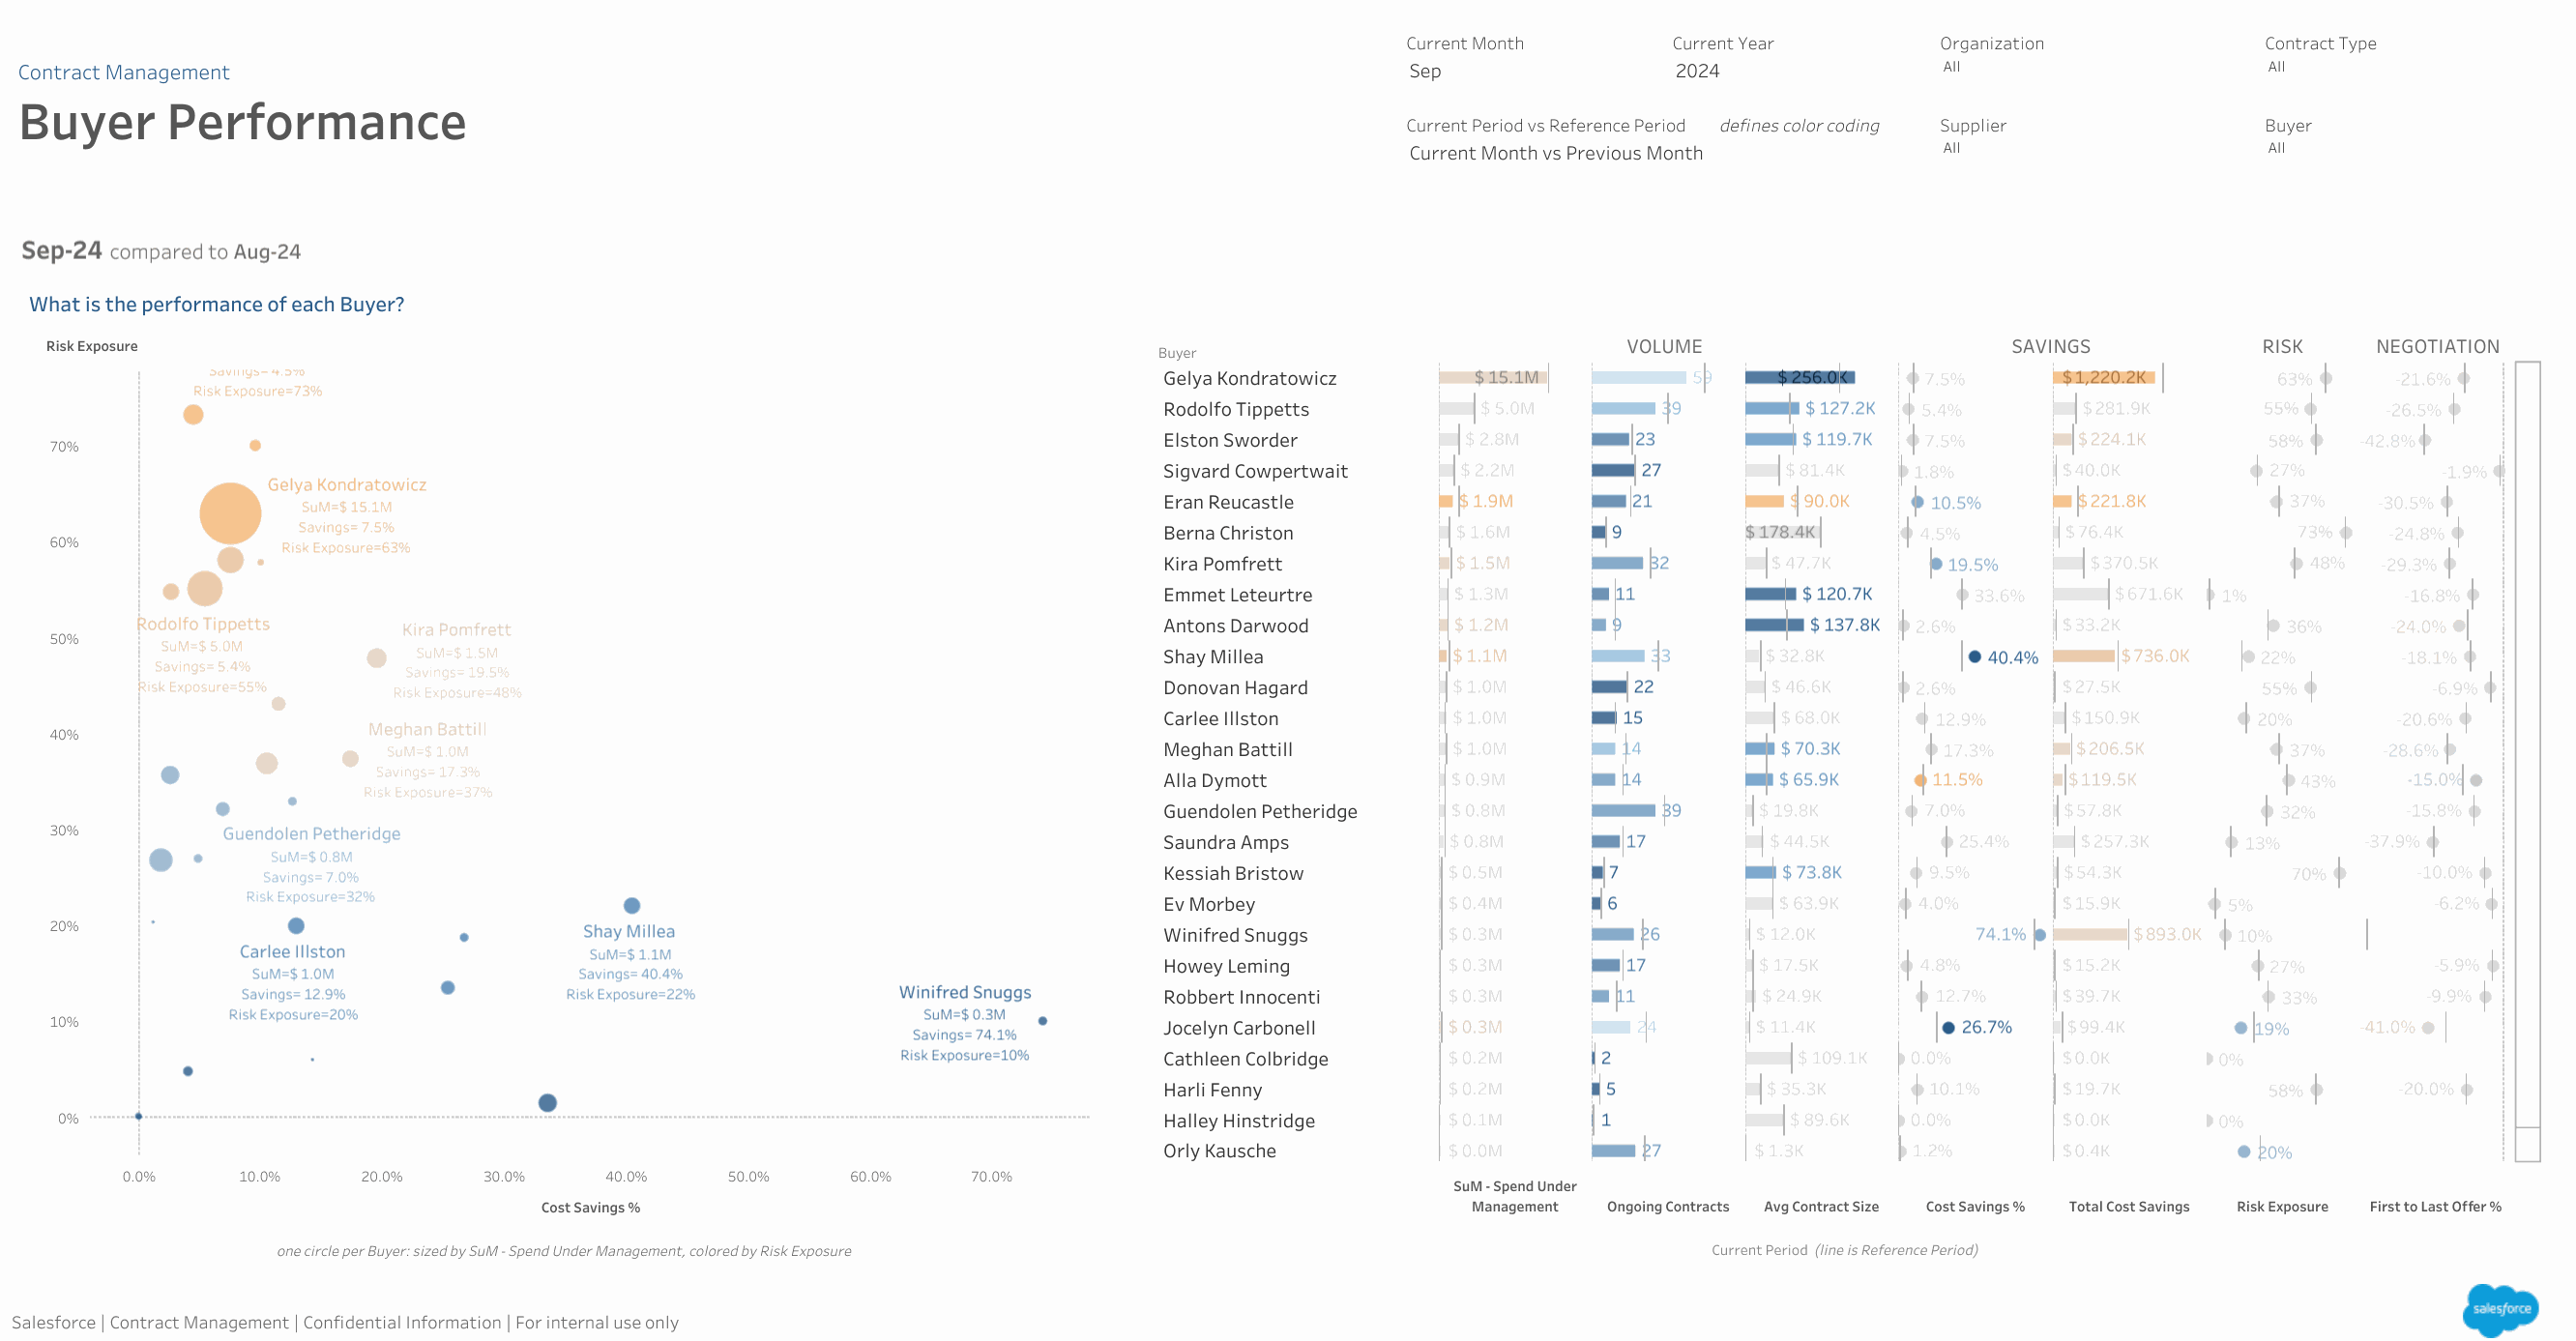 Contract Management
Buyer Performance
Current Month
Sep
Current Year
2024
Organization
All
Contract Type
All
Current Period vs Reference Period defines color coding
Current Month vs Previous Month
Supplier
All
Buyer
All
Sep-24 compared to Aug-24
What is the performance of each Buyer?
Risk Exposure
Savings= 4.5%
Risk Exposure=73%
70%
Gelya Kondratowicz
SuM=$ 15.1M
Savings= 7.5%
Risk Exposure=63%
60%
50%
Rodolfo Tippetts
SuM=$ 5.0M
Savings= 5.4%
Risk Exposure=55%
Kira Pomfrett
SuM=$ 1.5M
Savings= 19.5%
Risk Exposure=48%
40%
Meghan Battill
SuM=$ 1.0M
Savings= 17.3%
Risk Exposure=37%
30%
Guendolen Petheridge
SuM=$ 0.8M
Savings= 7.0%
Risk Exposure=32%
20%
Carlee Illston
SuM=$ 1.0M
Savings= 12.9%
Risk Exposure=20%
Shay Millea
SuM=$ 1.1M
Savings= 40.4%
Risk Exposure=22%
Winifred Snuggs
SuM=$ 0.3M
Savings= 74.1%
Risk Exposure=10%
10%
0%
0.0% 10.0% 20.0% 30.0% 40.0% 50.0% 60.0% 70.0%
Cost Savings %
one circle per Buyer: sized by SuM - Spend Under Management, colored by Risk Exposure
Buyer VOLUME SAVINGS RISK NEGOTIATION
Gelya Kondratowicz $ 15.1M 59 $ 256.0K 7.5% $ 1,220.2K 63% -21.6%
Rodolfo Tippetts $ 5.0M 39 $ 127.2K 5.4% $ 281.9K 55% -26.5%
Elston Sworder $ 2.8M 23 $ 119.7K 7.5% $ 224.1K 58% -42.8%
Sigvard Cowpertwait $ 2.2M 27 $ 81.4K 1.8% $ 40.0K 27% -1.9%
Eran Reucastle $ 1.9M 21 $ 90.0K 10.5% $ 221.8K 37% -30.5%
Berna Christon $ 1.6M 9 $ 178.4K 4.5% $ 76.4K 73% -24.8%
Kira Pomfrett $ 1.5M 32 $ 47.7K 19.5% $ 370.5K 48% -29.3%
Emmet Leteurtre $ 1.3M 11 $ 120.7K 33.6% $ 671.6K 1% -16.8%
Antons Darwood $ 1.2M 9 $ 137.8K 2.6% $ 33.2K 36% -24.0%
Shay Millea $ 1.1M 33 $ 32.8K 40.4% $ 736.0K 22% -18.1%
Donovan Hagard $ 1.0M 22 $ 46.6K 2.6% $ 27.5K 55% -6.9%
Carlee Illston $ 1.0M 15 $ 68.0K 12.9% $ 150.9K 20% -20.6%
Meghan Battill $ 1.0M 14 $ 70.3K 17.3% $ 206.5K 37% -28.6%
Alla Dymott $ 0.9M 14 $ 65.9K 11.5% $ 119.5K 43% -15.0%
Guendolen Petheridge $ 0.8M 39 $ 19.8K 7.0% $ 57.8K 32% -15.8%
Saundra Amps $ 0.8M 17 $ 44.5K 25.4% $ 257.3K 13% -37.9%
Kessiah Bristow $ 0.5M 7 $ 73.8K 9.5% $ 54.3K 70% -10.0%
Ev Morbey $ 0.4M 6 $ 63.9K 4.0% $ 15.9K 5% -6.2%
Winifred Snuggs $ 0.3M 26 $ 12.0K 74.1% $ 893.0K 10%
Howey Leming $ 0.3M 17 $ 17.5K 4.8% $ 15.2K 27% -5.9%
Robbert Innocenti $ 0.3M 11 $ 24.9K 12.7% $ 39.7K 33% -9.9%
Jocelyn Carbonell $ 0.3M 24 $ 11.4K 26.7% $ 99.4K 19% -41.0%
Cathleen Colbridge $ 0.2M 2 $ 109.1K 0.0% $ 0.0K 0%
Harli Fenny $ 0.2M 5 $ 35.3K 10.1% $ 19.7K 58% -20.0%
Halley Hinstridge $ 0.1M 1 $ 89.6K 0.0% $ 0.0K 0%
Orly Kausche $ 0.0M 27 $ 1.3K 1.2% $ 0.4K 20%
SuM - Spend Under
Management Ongoing Contracts Avg Contract Size Cost Savings % Total Cost Savings Risk Exposure First to Last Offer %
Current Period (line is Reference Period)
Salesforce | Contract Management | Confidential Information | For internal use only
salesforce